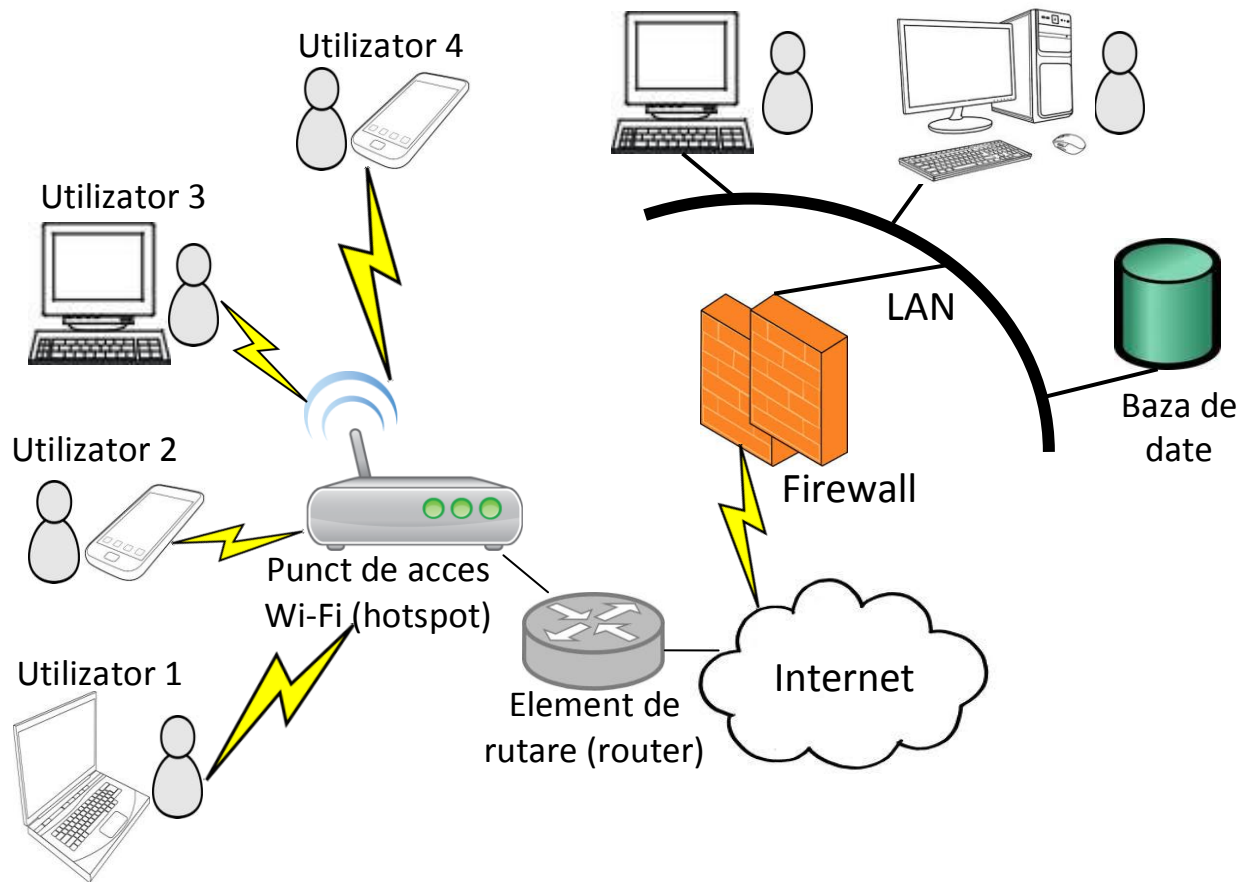 Utilizator 4
Utilizator 3
Utilizator 2
Utilizator 1
Punct de acces
Wi-Fi (hotspot)
Element de
rutare (router)
Internet
Firewall
LAN
Baza de
date